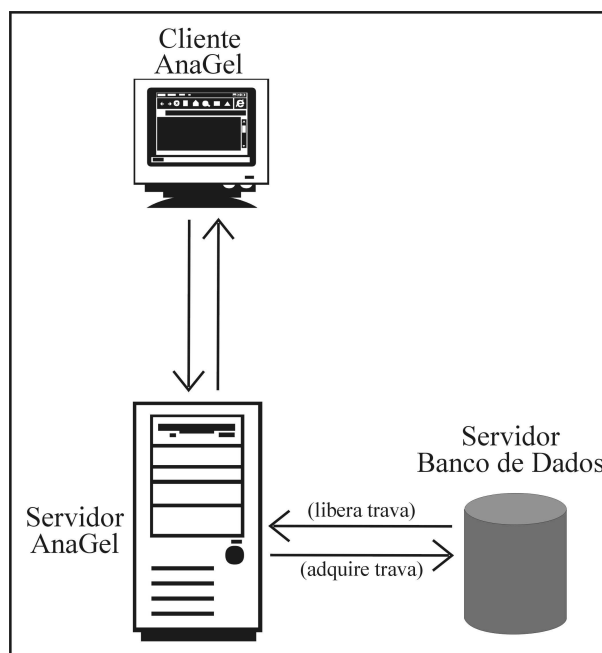 Cliente
AnaGel
Servidor
Banco de Dados
(libera trava)
Servidor
AnaGel
(adquire trava)